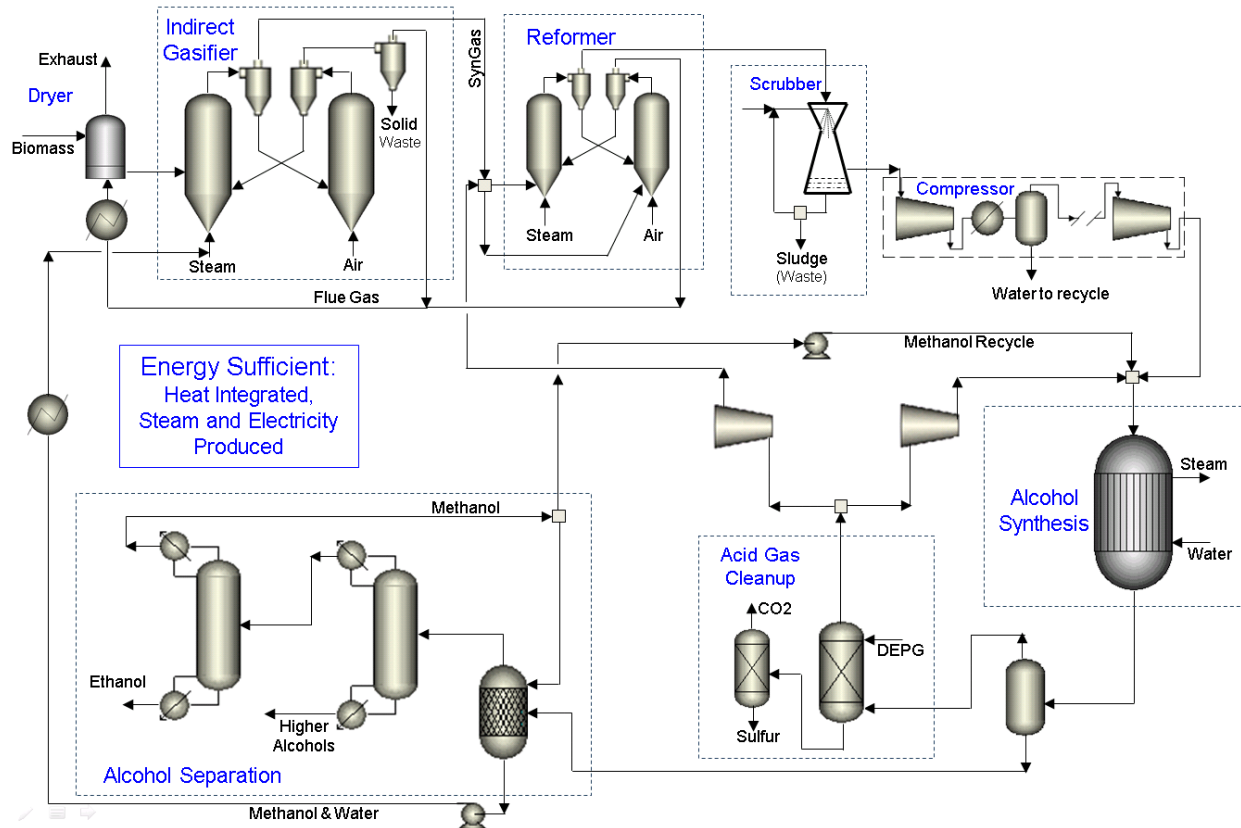 Indirect
Gasifier
Reformer
Exhaust
Dryer
Biomass
Solid
Waste
SynGas
Scrubber
Compressor
Steam
Air
Steam
Air
Sludge
(Waste)
Water to recycle
Flue Gas
Methanol Recycle
Energy Sufficient:
Heat Integrated,
Steam and Electricity
Produced
Steam
Alcohol
Synthesis
Water
Methanol
Acid Gas
Cleanup
CO2
DEPG
Sulfur
Ethanol
Higher
Alcohols
Alcohol Separation
Methanol & Water